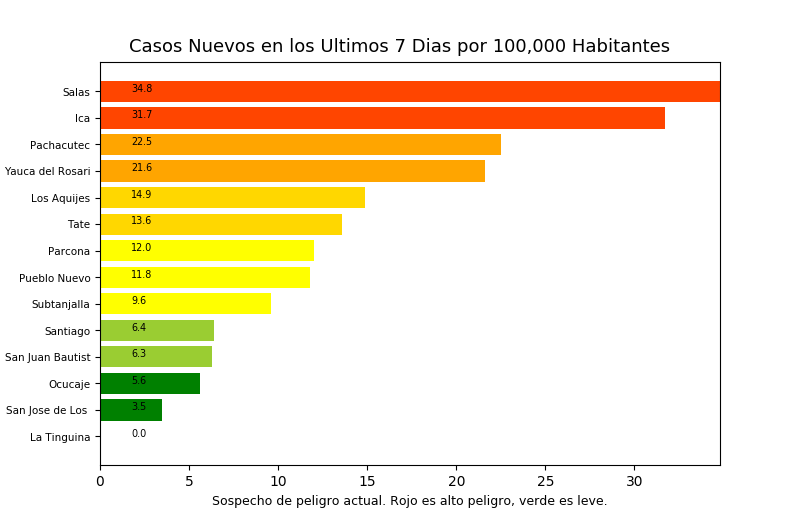 Casos Nuevos en los Ultimos 7 Dias por 100,000 Habitantes
Salas 34.8
Ica 31.7
Pachacutec 22.5
Yauca del Rosari 21.6
Los Aquijes 14.9
Tate 13.6
Parcona 12.0
Pueblo Nuevo 11.8
Subtanjalla 9.6
Santiago 6.4
San Juan Bautist 6.3
Ocucaje 5.6
San Jose de Los 3.5
La Tinguina 0.0
0 5 10 15 20 25 30
Sospecho de peligro actual. Rojo es alto peligro, verde es leve.